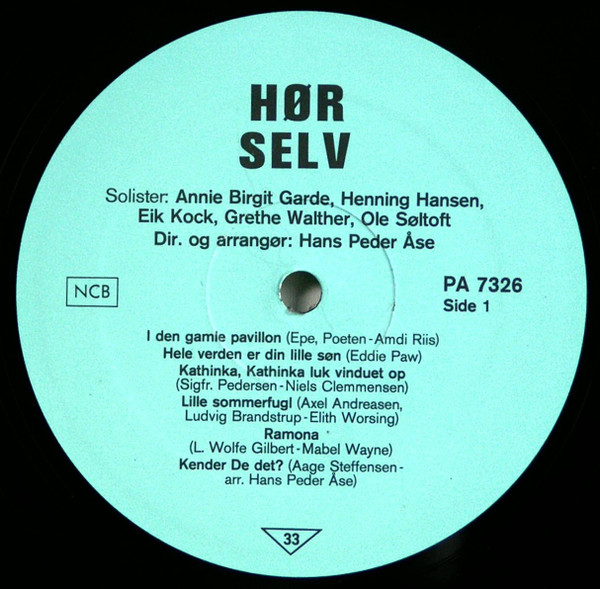 HØR
SELV
Solister: Annie Birgit Garde, Henning Hansen,
Eik Kock, Grethe Walther, Ole Søltoft
Dir. og arrangør: Hans Peder Åse
NCB
PA 7326
Side 1
I den gamle pavillon (Epe, Poeten-Amdi Riis)
Hele verden er din lille søn (Eddie Paw)
Kathinka, Kathinka luk vinduet op
(Sigfr. Pedersen-Niels Clemmensen)
Lille sommerfugl (Axel Andreasen,
Ludvig Brandstrup-Elith Worsing)
Ramona
(L. Wolfe Gilbert-Mabel Wayne)
Kender De det? (Aage Steffensen-
arr. Hans Peder Åse)
33